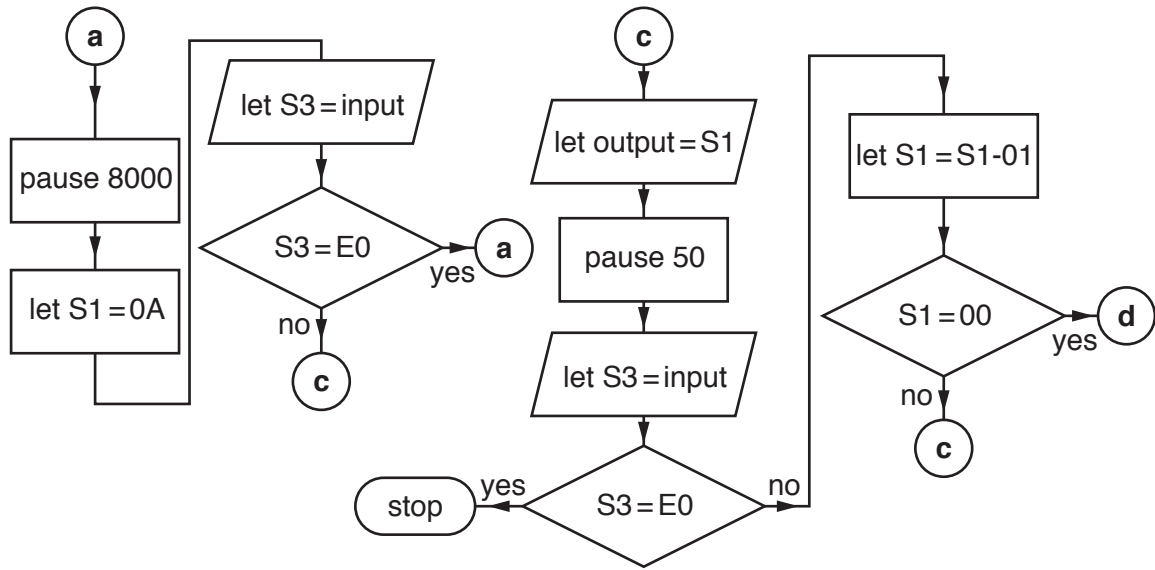 a
pause 8000
let S1 = 0A
let S3 = input
S3 = E0
yes
a
no
c
c
let output = S1
pause 50
let S3 = input
S3 = E0
yes
stop
no
let S1 = S1-01
S1 = 00
yes
d
no
c